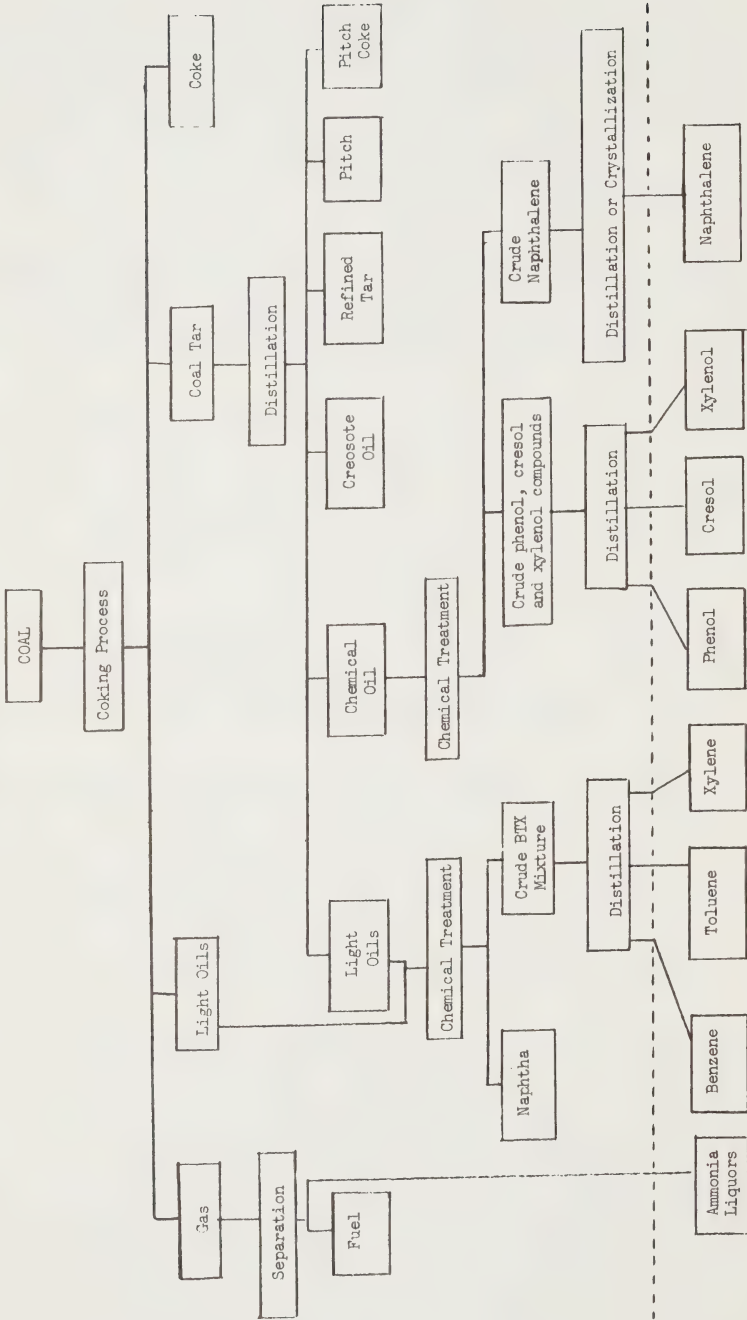 COAL
Coking Process
Gas
Light Oils
Coal Tar
Coke
Separation
Distillation
Fuel
Light
Oils
Chemical
Oil
Creosote
Oil
Refined
Tar
Pitch
Pitch
Coke
Chemical Treatment
Chemical Treatment
Naphtha
Crude BTX
Mixture
Crude phenol, cresol
and xylenol compounds
Crude
Naphthalene
Distillation
Distillation
Distillation or Crystallization
Ammonia
Liquors
Benzene
Toluene
Xylene
Phenol
Cresol
Xylenol
Naphthalene